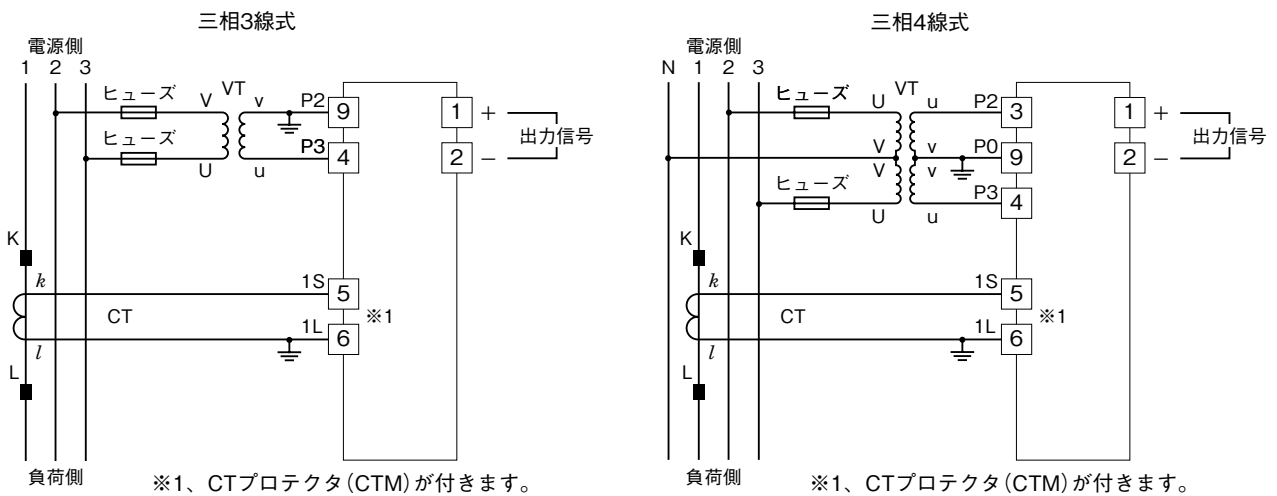 三相3線式
電源側
1 2 3
ヒューズ
V
VT
v
P2
9
1
+
ヒューズ
U
u
P3
4
2
−
出力信号
K
k
1S
5
CT
※1
l
1L
6
L
負荷側
※1、CTプロテクタ(CTM)が付きます。
三相4線式
電源側
N 1 2 3
ヒューズ
U
VT
u
P2
3
1
+
V
v
P0
9
2
−
出力信号
V
v
ヒューズ
U
u
P3
4
K
k
1S
5
CT
※1
l
1L
6
L
負荷側
※1、CTプロテクタ(CTM)が付きます。